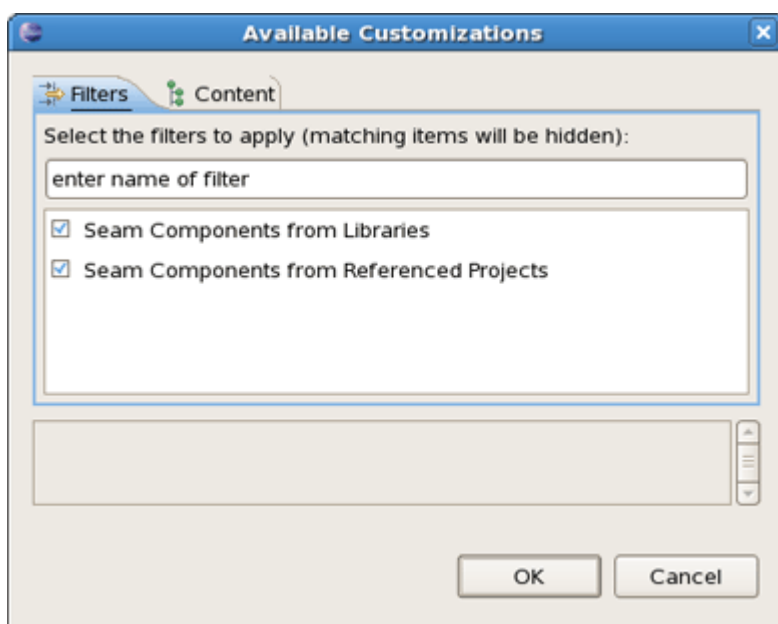 Available Customizations
Filters Content
Select the filters to apply (matching items will be hidden):
enter name of filter
Seam Components from Libraries
Seam Components from Referenced Projects
OK Cancel